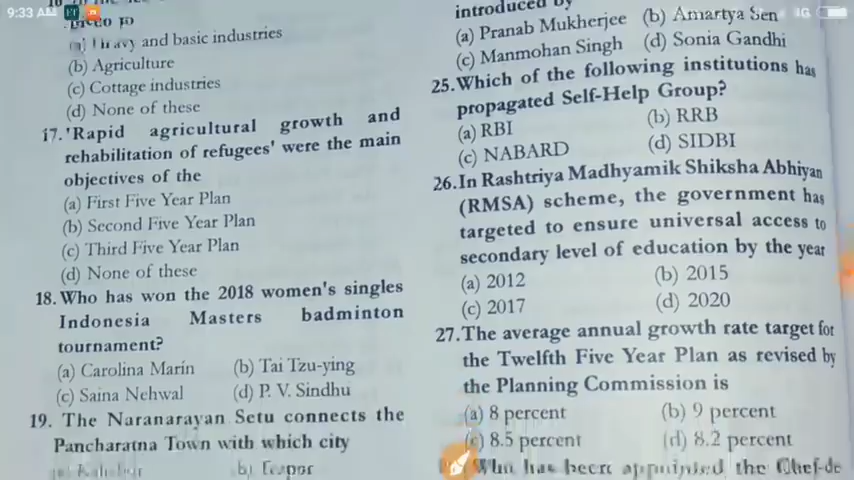 9:33 AM
4G
and basic industries
(b) Agriculture
(c) Cottage industries
(d) None of these
17.'Rapid agricultural growth and
rehabilitation of refugees' were the main
objectives of the
(a) First Five Year Plan
(b) Second Five Year Plan
(c) Third Five Year Plan
(d) None of these
18. Who has won the 2018 women's singles
Indonesia Masters badminton
tournament?
(a) Carolina Marin (b) Tai Tzu-ying
(c) Saina Nehwal (d) P. V. Sindhu
19. The Naranarayan Setu connects the
Pancharatna Town with which city
introduced by
(a) Pranab Mukherjee (b) Amartya Sen
(c) Manmohan Singh (d) Sonia Gandhi
25.Which of the following institutions has
propagated Self-Help Group?
(a) RBI (b) RRB
(c) NABARD (d) SIDBI
26.In Rashtriya Madhyamik Shiksha Abhiyan
(RMSA) scheme, the government has
targeted to ensure universal access to
secondary level of education by the year
(a) 2012 (b) 2015
(c) 2017 (d) 2020
27.The average annual growth rate target for
the Twelfth Five Year Plan as revised by
the Planning Commission is
(a) 8 percent (b) 9 percent
(c) 8.5 percent (d) 8.2 percent
Who has been appointed the Chef-de